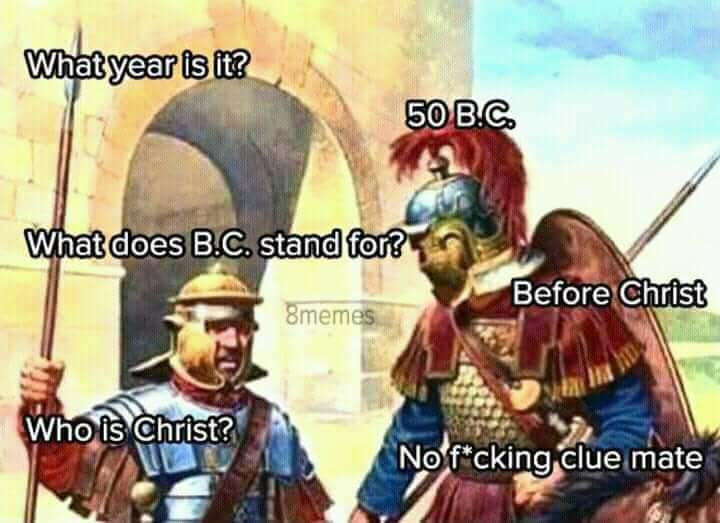 What year is it?
50 B.C.
What does B.C. stand for?
Before Christ
8memes
Who is Christ?
No f*cking clue mate